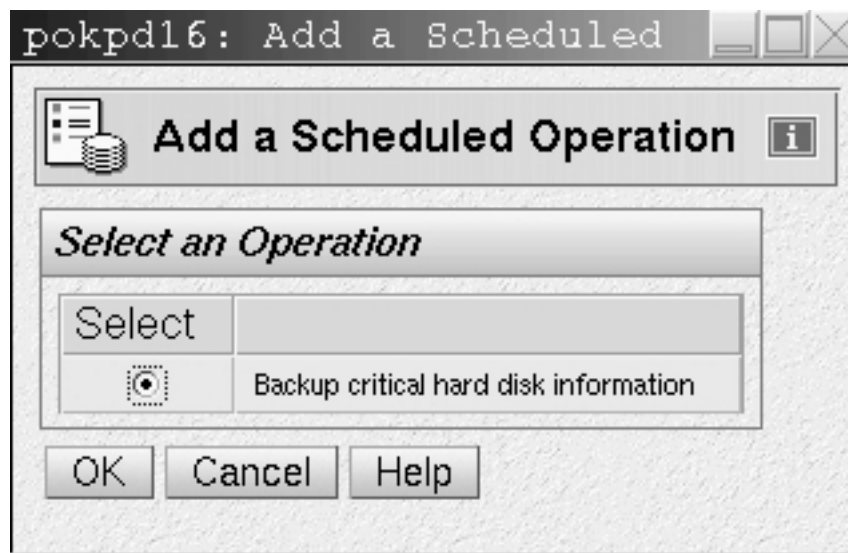 pokpd16: Add a Scheduled
Add a Scheduled Operation i
Select an Operation
Select
Backup critical hard disk information
OK Cancel Help